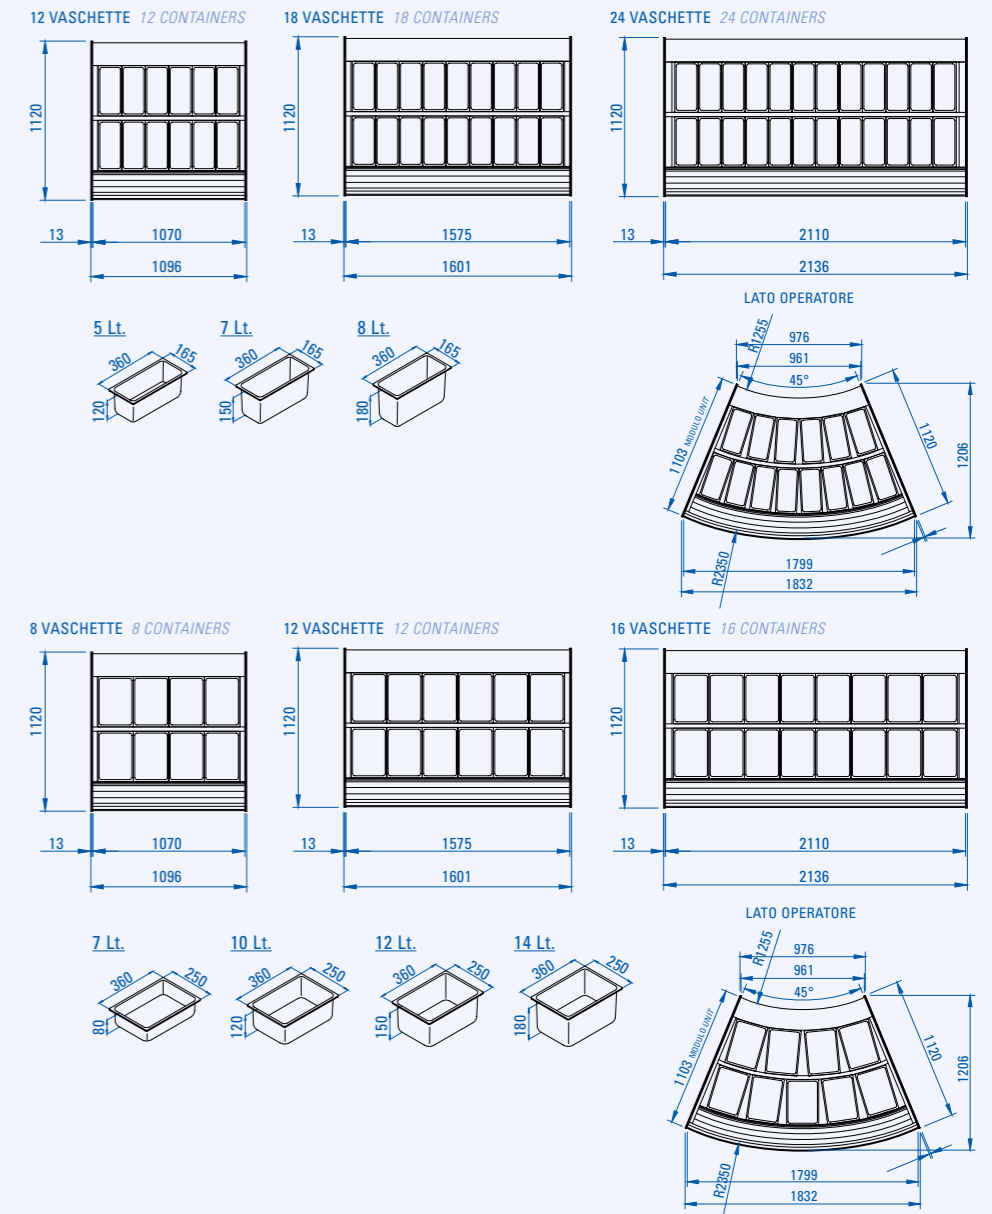 12 VASCHETTE 12 CONTAINERS
18 VASCHETTE 18 CONTAINERS
24 VASCHETTE 24 CONTAINERS
1120
1120
1120
13
1070
13
1575
13
2110
1096
1601
2136
LATO OPERATORE
5 Lt.
360
165
120
7 Lt.
360
165
150
8 Lt.
360
165
180
R1255
976
961
45°
1103 MODULO UNIT
1120
1206
R2350
1799
1832
8 VASCHETTE 8 CONTAINERS
12 VASCHETTE 12 CONTAINERS
16 VASCHETTE 16 CONTAINERS
1120
1120
1120
13
1070
13
1575
13
2110
1096
1601
2136
LATO OPERATORE
7 Lt.
360
250
80
10 Lt.
360
250
120
12 Lt.
360
250
150
14 Lt.
360
250
180
R1255
976
961
45°
1103 MODULO UNIT
1120
1206
R2350
1799
1832